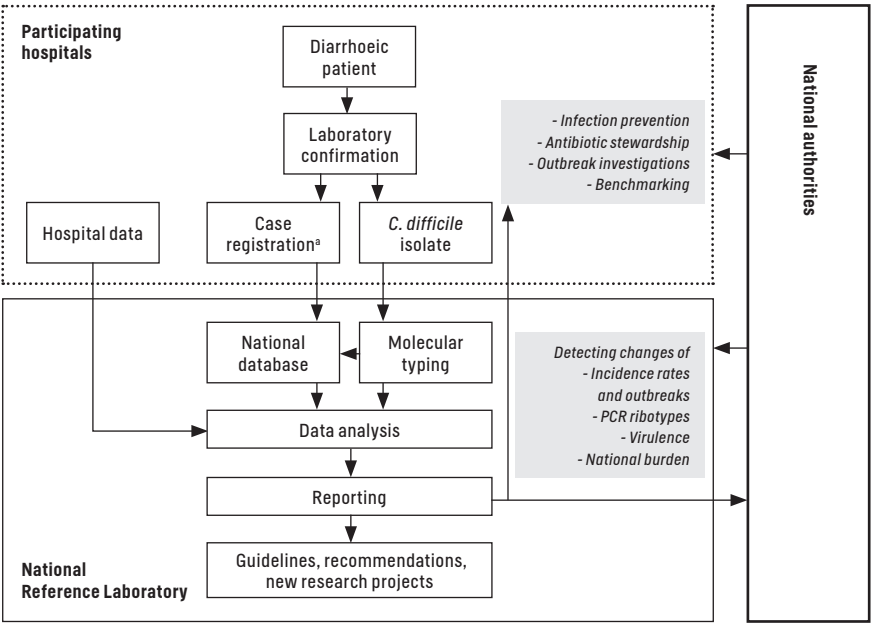 Participating
hospitals
Diarrhoeic
patient
Laboratory
confirmation
- Infection prevention
- Antibiotic stewardship
- Outbreak investigations
- Benchmarking
National authorities
Hospital data
Case
registrationᵃ
C. difficile
isolate
National
database
Molecular
typing
Detecting changes of
- Incidence rates
and outbreaks
- PCR ribotypes
- Virulence
- National burden
Data analysis
Reporting
Guidelines, recommendations,
new research projects
National
Reference Laboratory